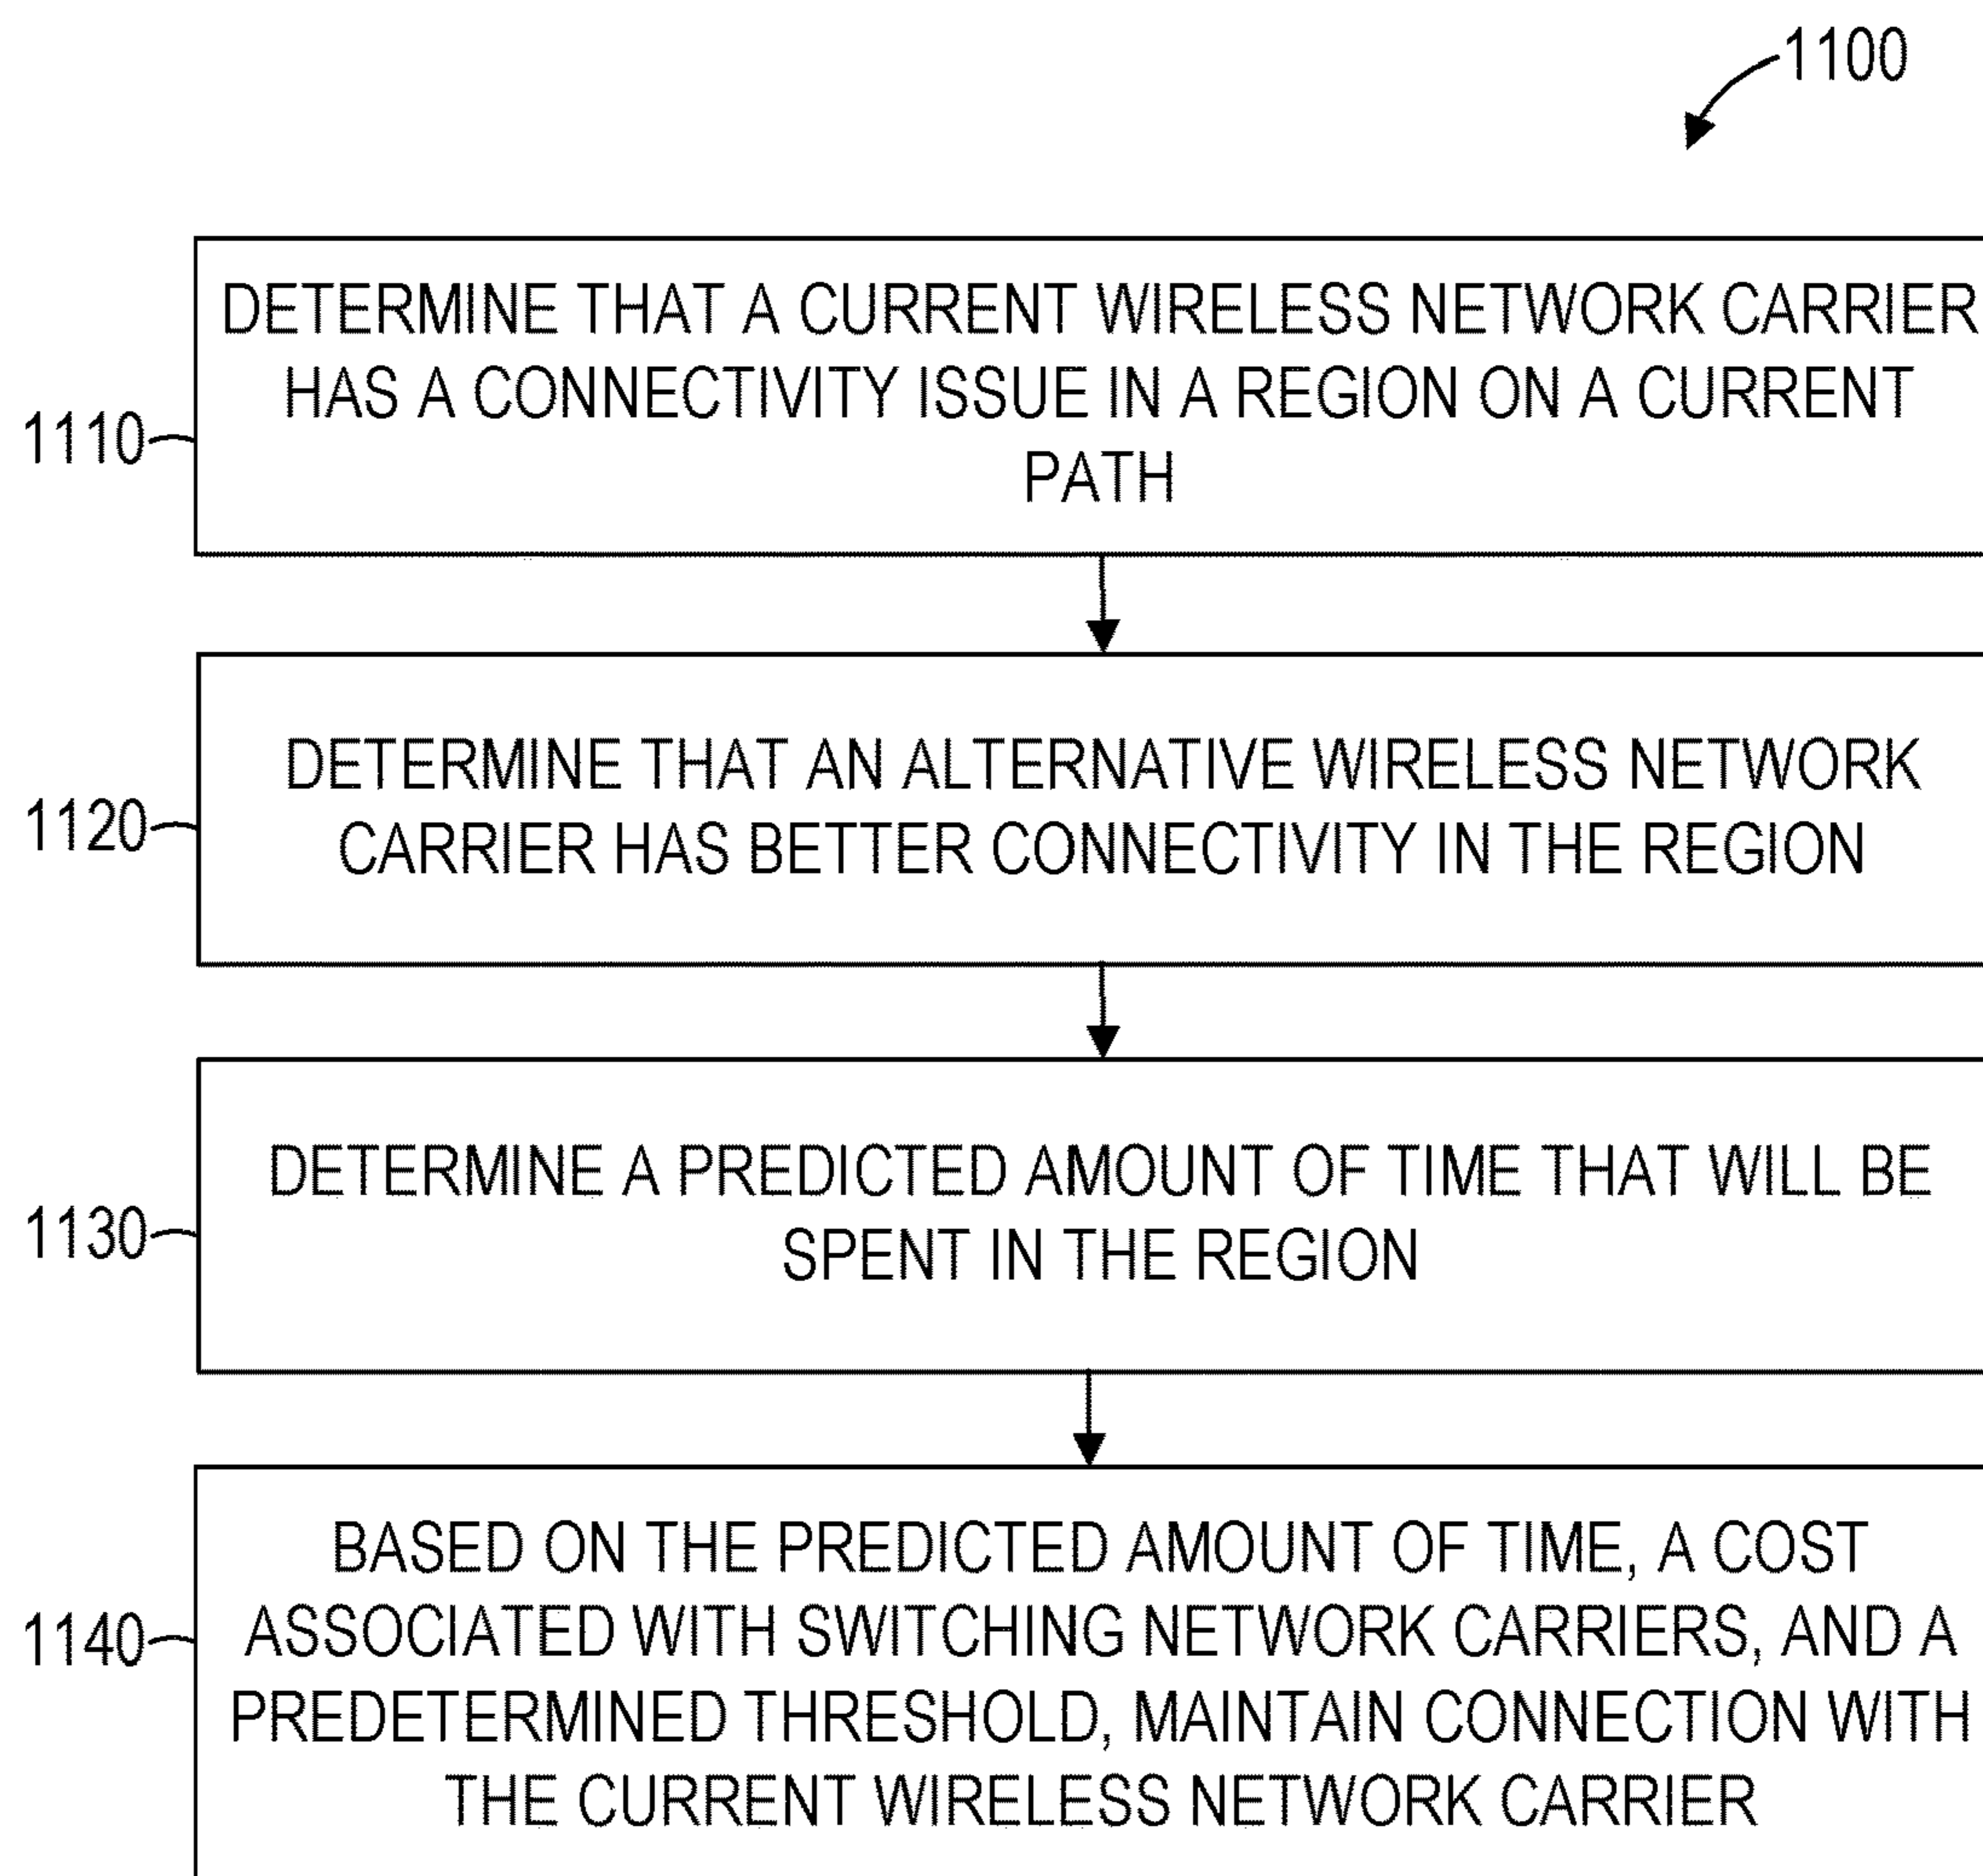 1100
DETERMINE THAT A CURRENT WIRELESS NETWORK CARRIER
HAS A CONNECTIVITY ISSUE IN A REGION ON A CURRENT
PATH
1110
DETERMINE THAT AN ALTERNATIVE WIRELESS NETWORK
CARRIER HAS BETTER CONNECTIVITY IN THE REGION
1120
DETERMINE A PREDICTED AMOUNT OF TIME THAT WILL BE
SPENT IN THE REGION
1130
BASED ON THE PREDICTED AMOUNT OF TIME, A COST
ASSOCIATED WITH SWITCHING NETWORK CARRIERS, AND A
PREDETERMINED THRESHOLD, MAINTAIN CONNECTION WITH
THE CURRENT WIRELESS NETWORK CARRIER
1140